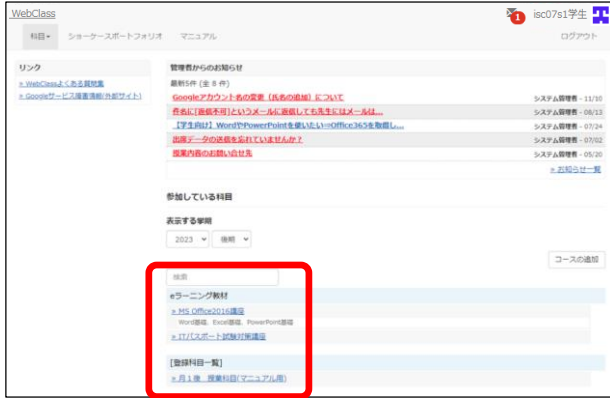 WebClass
1 isc07s1学生
科目▾ ショーケースポートフォリオ マニュアル ログアウト
リンク
» WebClassよくある質問集
» Googleサービス障害情報(外部サイト)
管理者からのお知らせ
最新5件 (全 8 件)
Googleアカウント名の変更（氏名の追加）について システム管理者 - 11/10
件名に[返信不可]というメールに返信しても先生にはメールは... システム管理者 - 08/13
【学生向け】WordやPowerPointを使いたい⇒Office365を取得し... システム管理者 - 07/24
出席データの送信を忘れていませんか？ システム管理者 - 07/02
授業内容のお問い合せ先 システム管理者 - 05/20
» お知らせ一覧
参加している科目
表示する学期
2023 後期
コースの追加
検索
eラーニング教材
» MS Office2016講座
Word基礎、Excel基礎、PowerPoint基礎
» ITパスポート試験対策講座
[登録科目一覧]
» 月１後 授業科目(マニュアル用)